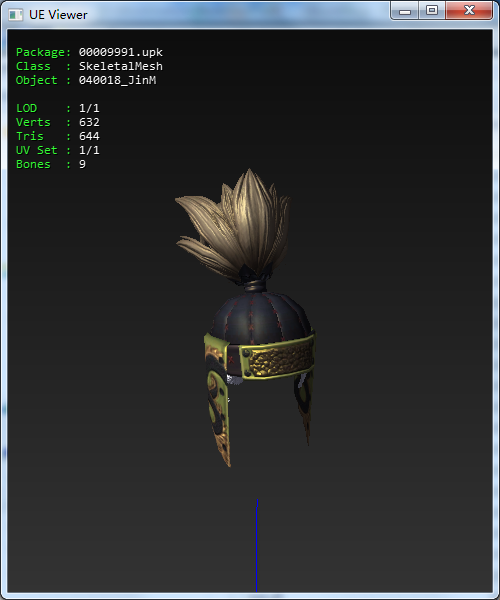 UE Viewer
Package: 00009991.upk
Class : SkeletalMesh
Object : 040018_JinM
LOD : 1/1
Verts : 632
Tris : 644
UV Set : 1/1
Bones : 9